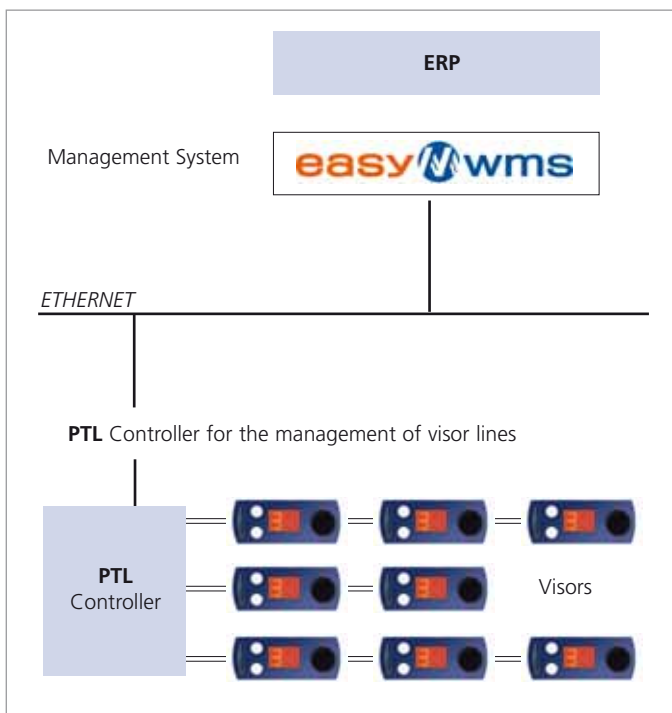 ERP
Management System
easy wms
ETHERNET
PTL Controller for the management of visor lines
PTL
Controller
Visors